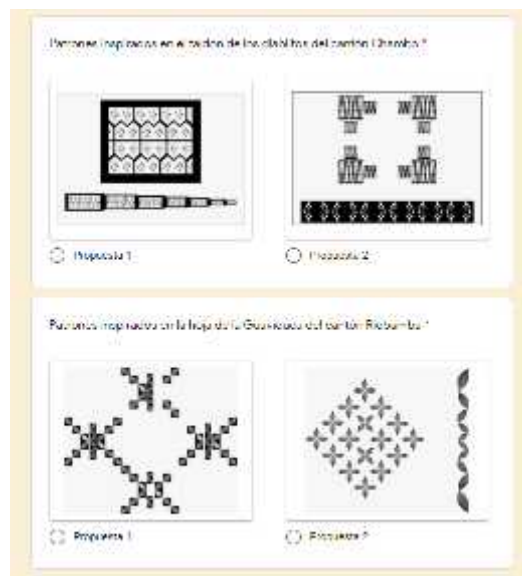 Patrones inspirados en el faldón de los diablitos del cantón Chambo *
Propuesta 1
Propuesta 2
Patrones inspirados en la hoja de la del cantón Riobamba *
Propuesta 1
Propuesta 2